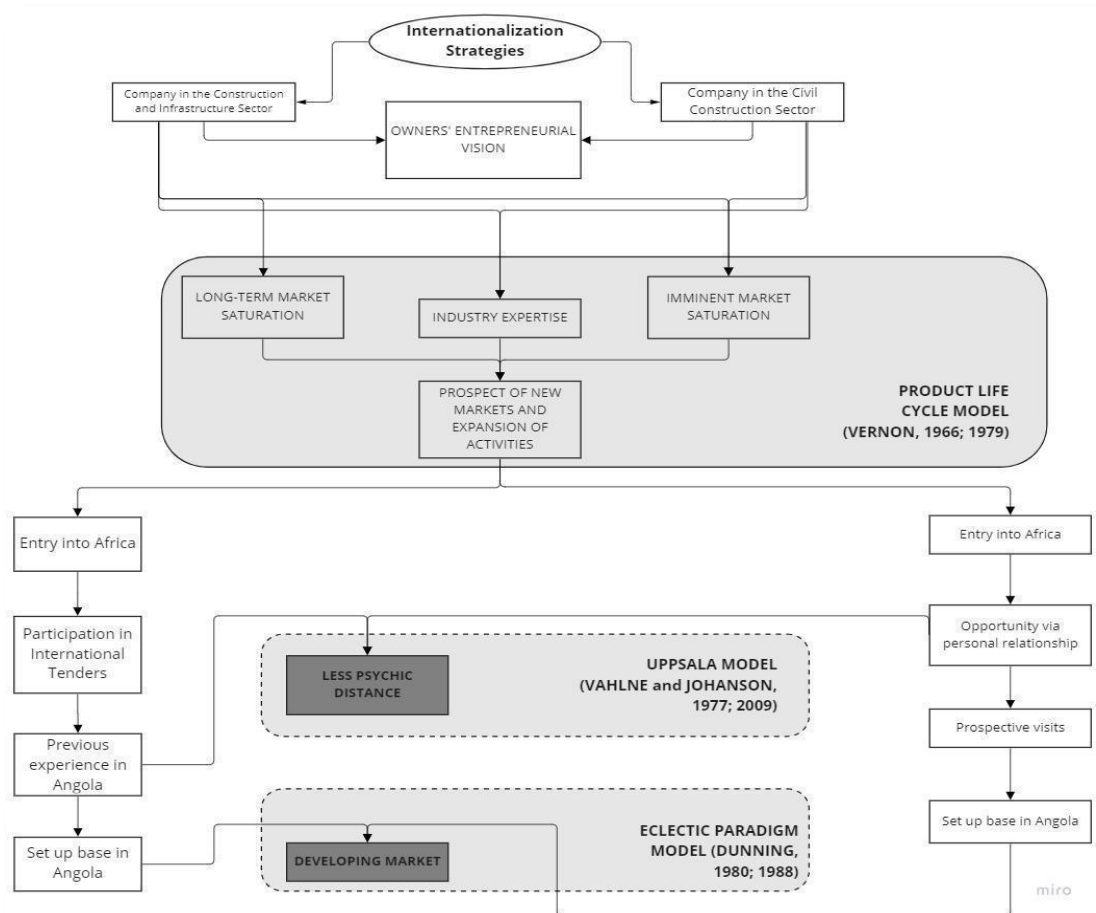 Internationalization
Strategies
Company in the Construction
and Infrastructure Sector
Company in the Civil
Construction Sector
OWNERS' ENTREPRENEURIAL
VISION
LONG-TERM MARKET
SATURATION
INDUSTRY EXPERTISE
IMMINENT MARKET
SATURATION
PROSPECT OF NEW
MARKETS AND
EXPANSION OF
ACTIVITIES
PRODUCT LIFE
CYCLE MODEL
(VERNON, 1966; 1979)
Entry into Africa
Participation in
International
Tenders
Previous
experience in
Angola
Set up base in
Angola
LESS PSYCHIC
DISTANCE
UPPSALA MODEL
(VAHLNE and JOHANSON,
1977; 2009)
DEVELOPING MARKET
ECLECTIC PARADIGM
MODEL (DUNNING,
1980; 1988)
Entry into Africa
Opportunity via
personal relationship
Prospective visits
Set up base in Angola
miro